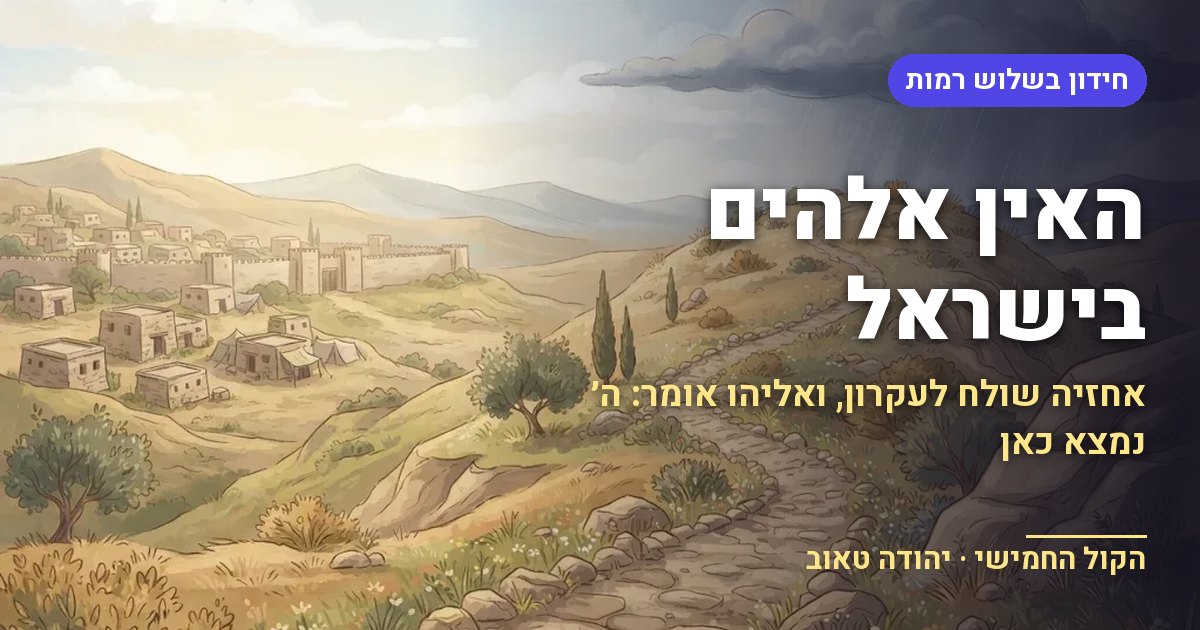 חידון בשלוש רמות
האין אלהים
בישראל
אחזיה שולח לעקרון, ואליהו אומר: ה׳
נמצא כאן
הקול החמישי · יהודה טאוב